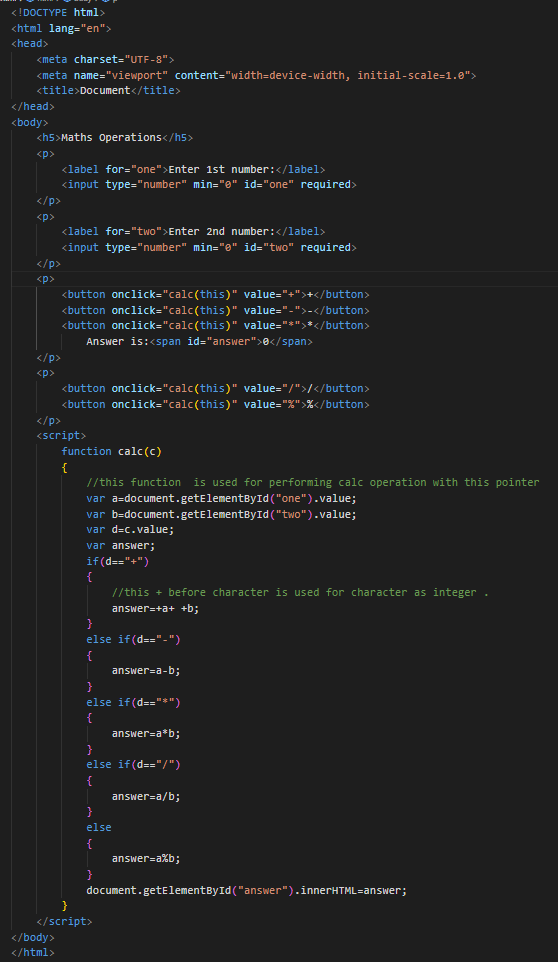 <!DOCTYPE html>
<html lang="en">
<head>
    <meta charset="UTF-8">
    <meta name="viewport" content="width=device-width, initial-scale=1.0">
    <title>Document</title>
</head>
<body>
    <h5>Maths Operations</h5>
    <p>
        <label for="one">Enter 1st number:</label>
        <input type="number" min="0" id="one" required>
    </p>
    <p>
        <label for="two">Enter 2nd number:</label>
        <input type="number" min="0" id="two" required>
    </p>
    <p>
        <button onclick="calc(this)" value="+">+</button>
        <button onclick="calc(this)" value="-">-</button>
        <button onclick="calc(this)" value="*">*</button>
            Answer is:<span id="answer">0</span>
    </p>
    <p>
        <button onclick="calc(this)" value="/">/</button>
        <button onclick="calc(this)" value="%">%</button>
    </p>
    <script>
        function calc(c)
        {
            //this function  is used for performing calc operation with this pointer
            var a=document.getElementById("one").value;
            var b=document.getElementById("two").value;
            var d=c.value;
            var answer;
            if(d=="+")
            {
                //this + before character is used for character as integer .
                answer=+a+ +b;
            }
            else if(d=="-")
            {
                answer=a-b;
            }
            else if(d=="*")
            {
                answer=a*b;
            }
            else if(d=="/")
            {
                answer=a/b;
            }
            else
            {
                answer=a%b;
            }
            document.getElementById("answer").innerHTML=answer;
        }
    </script>
</body>
</html>